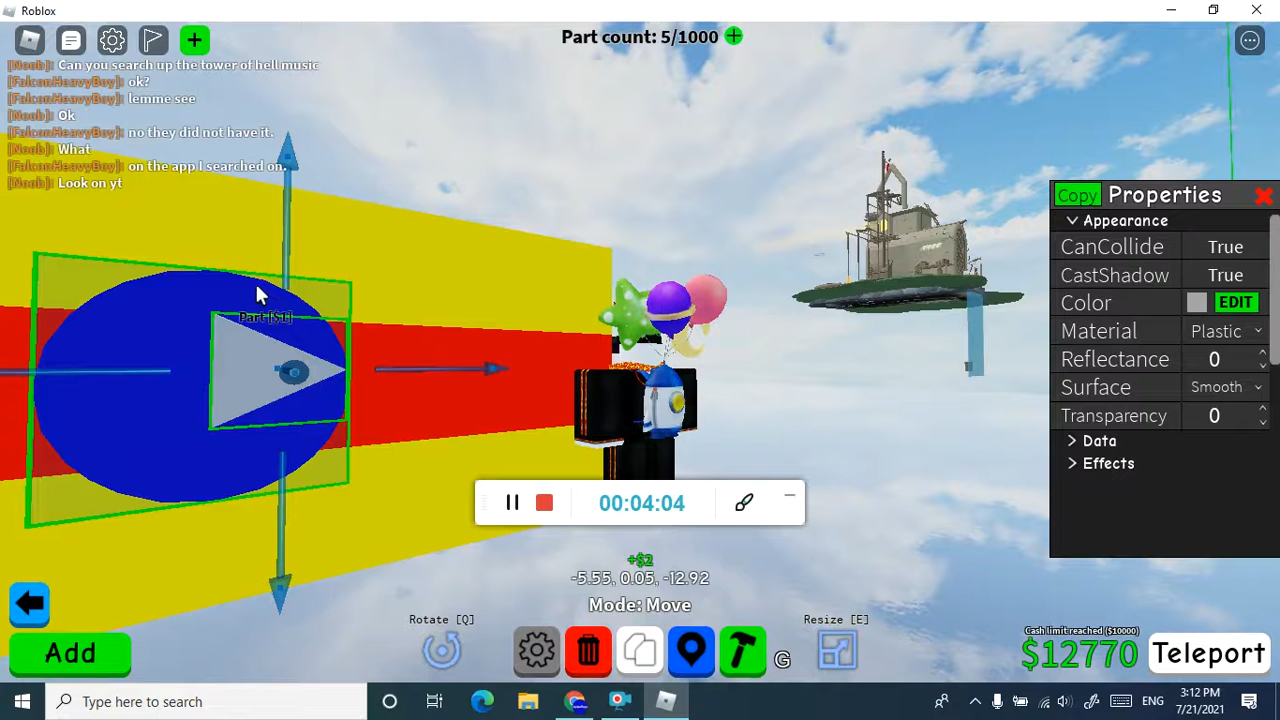 Roblox
Part count: 5/1000
[Noob]: Can you search up the tower of hell music
[FalconHeavyBoy]: ok?
[FalconHeavyBoy]: lemme see
[Noob]: Ok
[FalconHeavyBoy]: no they did not have it.
[Noob]: What
[FalconHeavyBoy]: on the app I searched on.
[Noob]: Look on yt
Part [$1]
Copy Properties
Appearance
CanCollide True
CastShadow True
Color EDIT
Material Plastic
Reflectance 0
Surface Smooth
Transparency 0
Data
Effects
00:04:04
+$2
-5.55, 0.05, -12.92
Mode: Move
Rotate [Q]
Resize [E]
G
Add
Cash limit reached ($10000)
$12770
Teleport
Type here to search
ENG
3:12 PM
7/21/2021